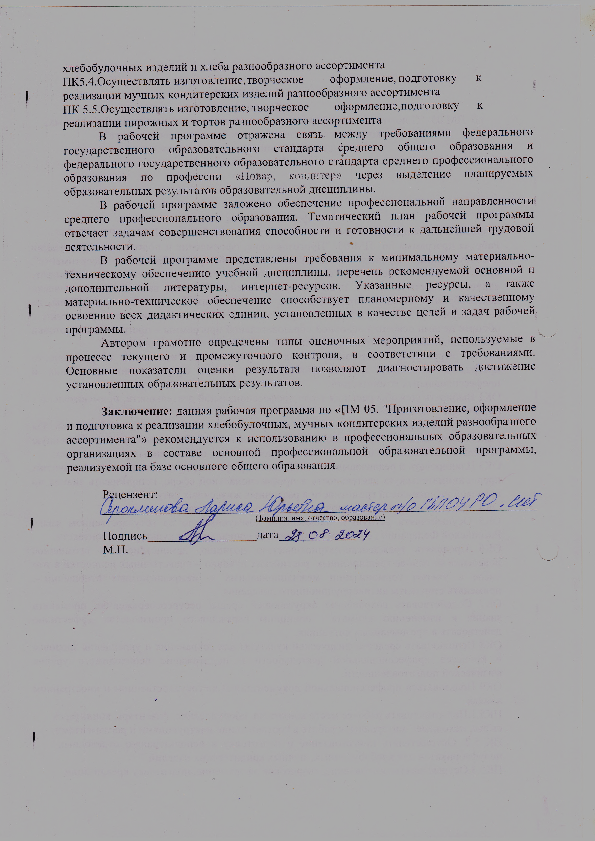 хлебобулочных изделий и хлеба разнообразного ассортимента
ПК5.4.Осуществлять изготовление,творческое оформление, подготовку к
реализации мучных кондитерских изделий разнообразного ассортимента
ПК 5.5.Осуществлять изготовление, творческое оформление,подготовку к
реализации пирожных и тортов разнообразного ассортимента
В рабочей программе отражена связь между требованиями федерального
государственного образовательного стандарта среднего общего образования и
федерального государственного образовательного стандарта среднего профессионального
образования по профессии «Повар, кондитер» через выделение планируемых
образовательных результатов образовательной дисциплины.
В рабочей программе заложено обеспечение профессиональной направленности
среднего профессионального образования. Тематический план рабочей программы
отвечает задачам совершенствования способности и готовности к дальнейшей трудовой
деятельности.
В рабочей программе представлены требования к минимальному материально-
техническому обеспечению учебной дисциплины, перечень рекомендуемой основной и
дополнительной литературы, интернет-ресурсов. Указанные ресурсы, а также
материально-техническое обеспечение способствует планомерному и качественному
освоению всех дидактических единиц, установленных в качестве целей и задач рабочей
программы.
Автором грамотно определены типы оценочных мероприятий, используемые в
процессе текущего и промежуточного контроля, в соответствии с требованиями.
Основные показатели оценки результата позволяют диагностировать достижение
установленных образовательных результатов.
Заключение: данная рабочая программа по «ПМ 05. "Приготовление, оформление
и подготовка к реализации хлебобулочных, мучных кондитерских изделий разнообразного
ассортимента"» рекомендуется к использованию в профессиональных образовательных
организациях в составе основной профессиональной образовательной программы,
реализуемой на базе основного общего образования.
Рецензент:
Лариса Юрьевна мастер п/о
Подпись дата 28 08 2024
М.П.